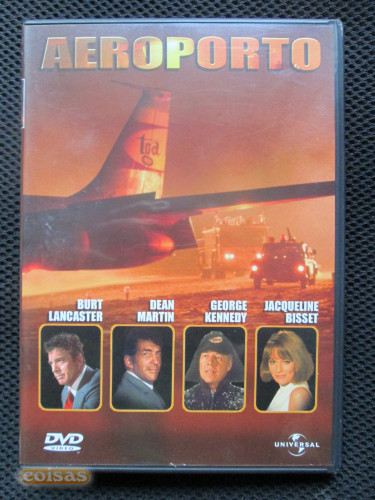 AEROPORTO
tga
BURT
LANCASTER
DEAN
MARTIN
GEORGE
KENNEDY
JACQUELINE
BISSET
DVD
VIDEO
UNIVERSAL
coisas